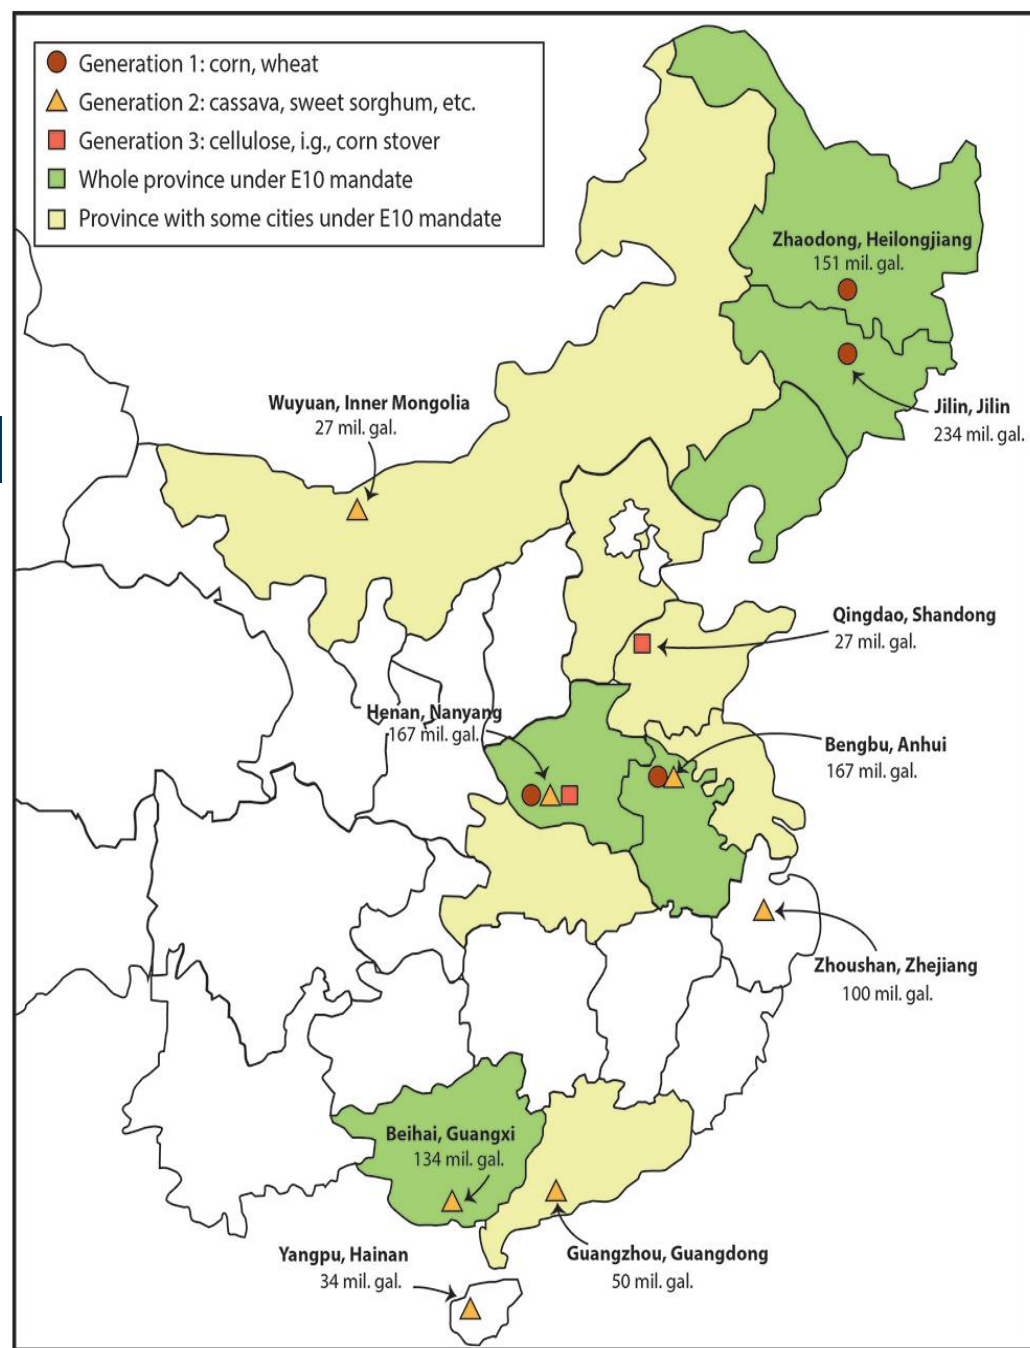 Generation 1: corn, wheat
Generation 2: cassava, sweet sorghum, etc.
Generation 3: cellulose, i.g., corn stover
Whole province under E10 mandate
Province with some cities under E10 mandate
Zhaodong, Heilongjiang
151 mil. gal.
Jilin, Jilin
234 mil. gal.
Wuyuan, Inner Mongolia
27 mil. gal.
Qingdao, Shandong
27 mil. gal.
Henan, Nanyang
167 mil. gal.
Bengbu, Anhui
167 mil. gal.
Zhoushan, Zhejiang
100 mil. gal.
Beihai, Guangxi
134 mil. gal.
Yangpu, Hainan
34 mil. gal.
Guangzhou, Guangdong
50 mil. gal.